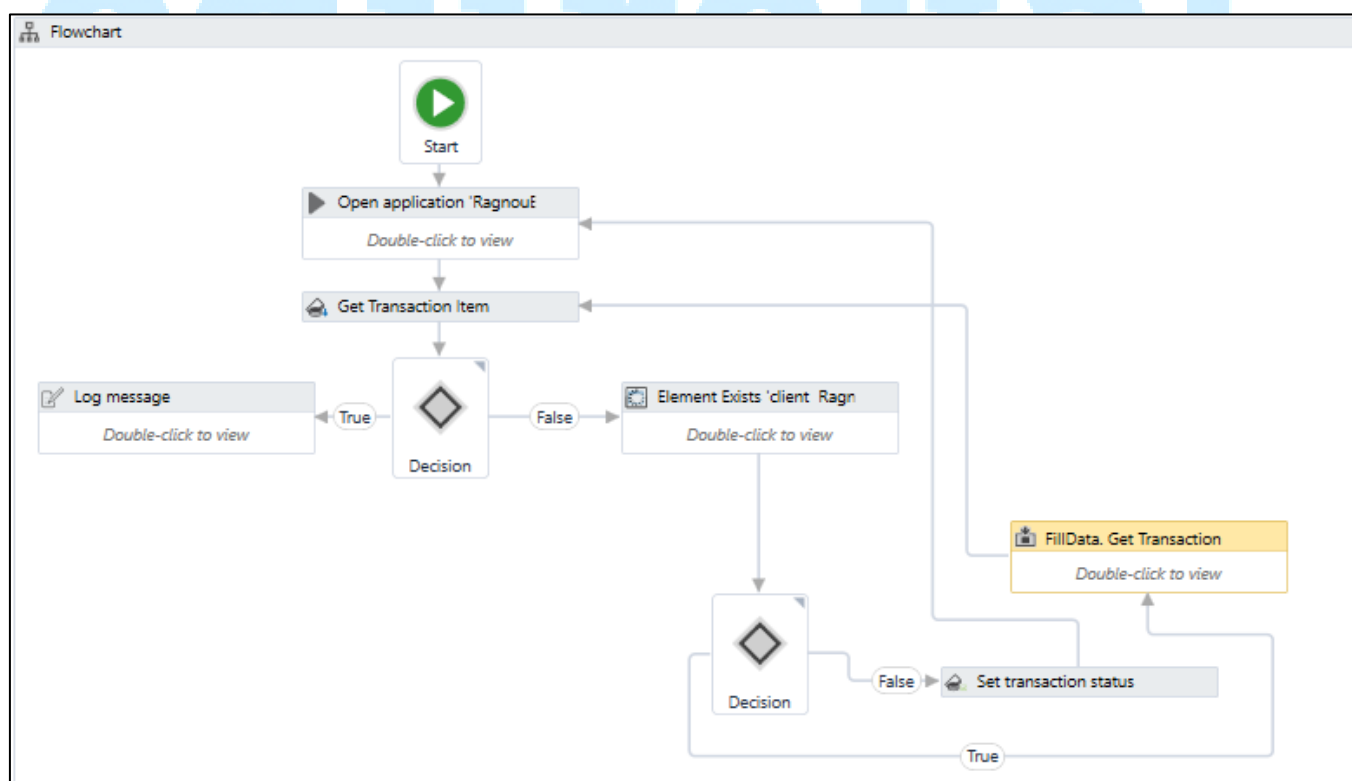 Flowchart
Start
Open application 'RagnouE
Double-click to view
Get Transaction Item
Log message
Double-click to view
True
Decision
False
Element Exists 'client Ragn
Double-click to view
FillData. Get Transaction
Double-click to view
Decision
False
Set transaction status
True